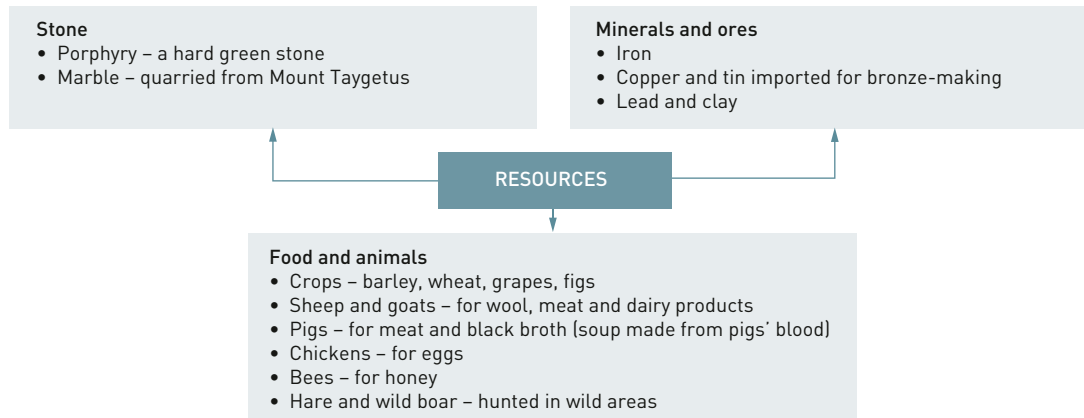 Stone
• Porphyry – a hard green stone
• Marble – quarried from Mount Taygetus
Minerals and ores
• Iron
• Copper and tin imported for bronze-making
• Lead and clay
RESOURCES
Food and animals
• Crops – barley, wheat, grapes, figs
• Sheep and goats – for wool, meat and dairy products
• Pigs – for meat and black broth (soup made from pigs’ blood)
• Chickens – for eggs
• Bees – for honey
• Hare and wild boar – hunted in wild areas